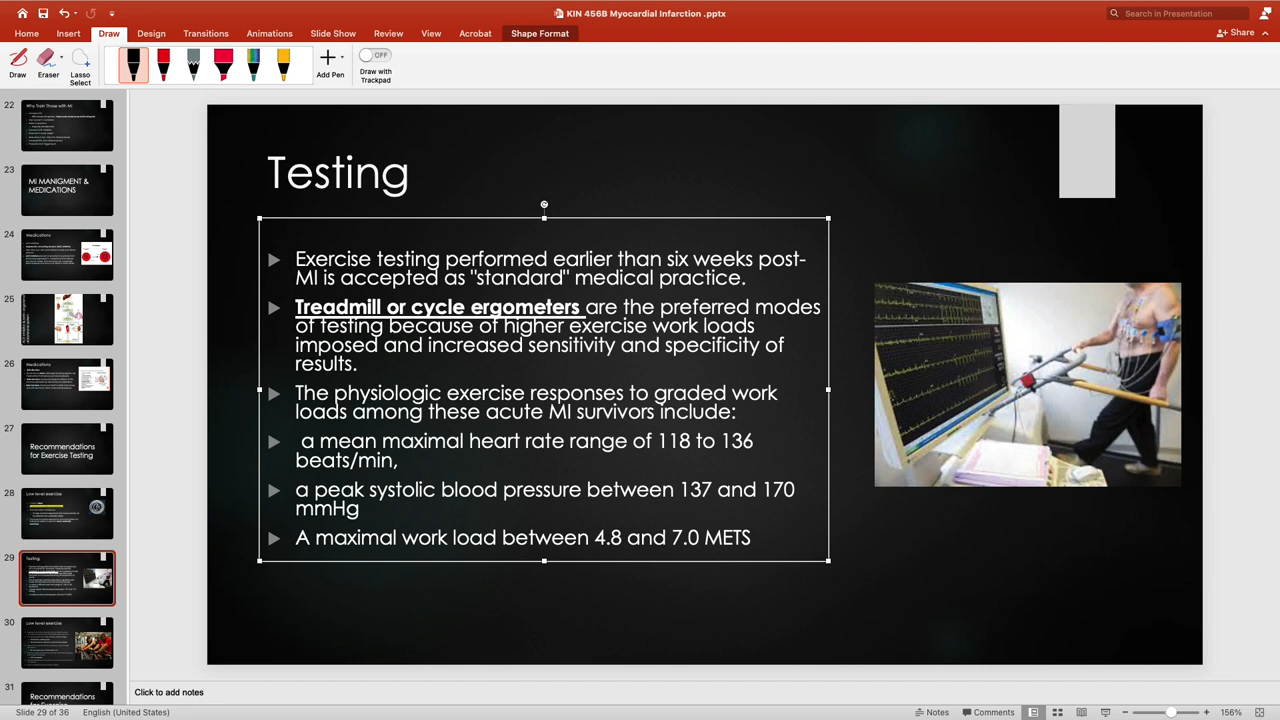 KIN 456B Myocardial Infarction .pptx
Search in Presentation
Home Insert Draw Design Transitions Animations Slide Show Review View Acrobat Shape Format
Share
Draw Eraser Lasso Select Add Pen OFF Draw with Trackpad
22
Why Train Those with MI
23
MI MANIGMENT &
MEDICATIONS
24
Medications
25
26
Medications
27
Recommendations
for Exercise Testing
28
Low level exercise
29
Testing
30
Low level exercise
31
Recommendations
Testing
Exercise testing performed earlier than six weeks post-
MI is accepted as "standard" medical practice.
Treadmill or cycle ergometers are the preferred modes
of testing because of higher exercise work loads
imposed and increased sensitivity and specificity of
results.
The physiologic exercise responses to graded work
loads among these acute MI survivors include:
a mean maximal heart rate range of 118 to 136
beats/min,
a peak systolic blood pressure between 137 and 170
mmHg
A maximal work load between 4.8 and 7.0 METS
Click to add notes
Slide 29 of 36 English (United States) Notes Comments 156%